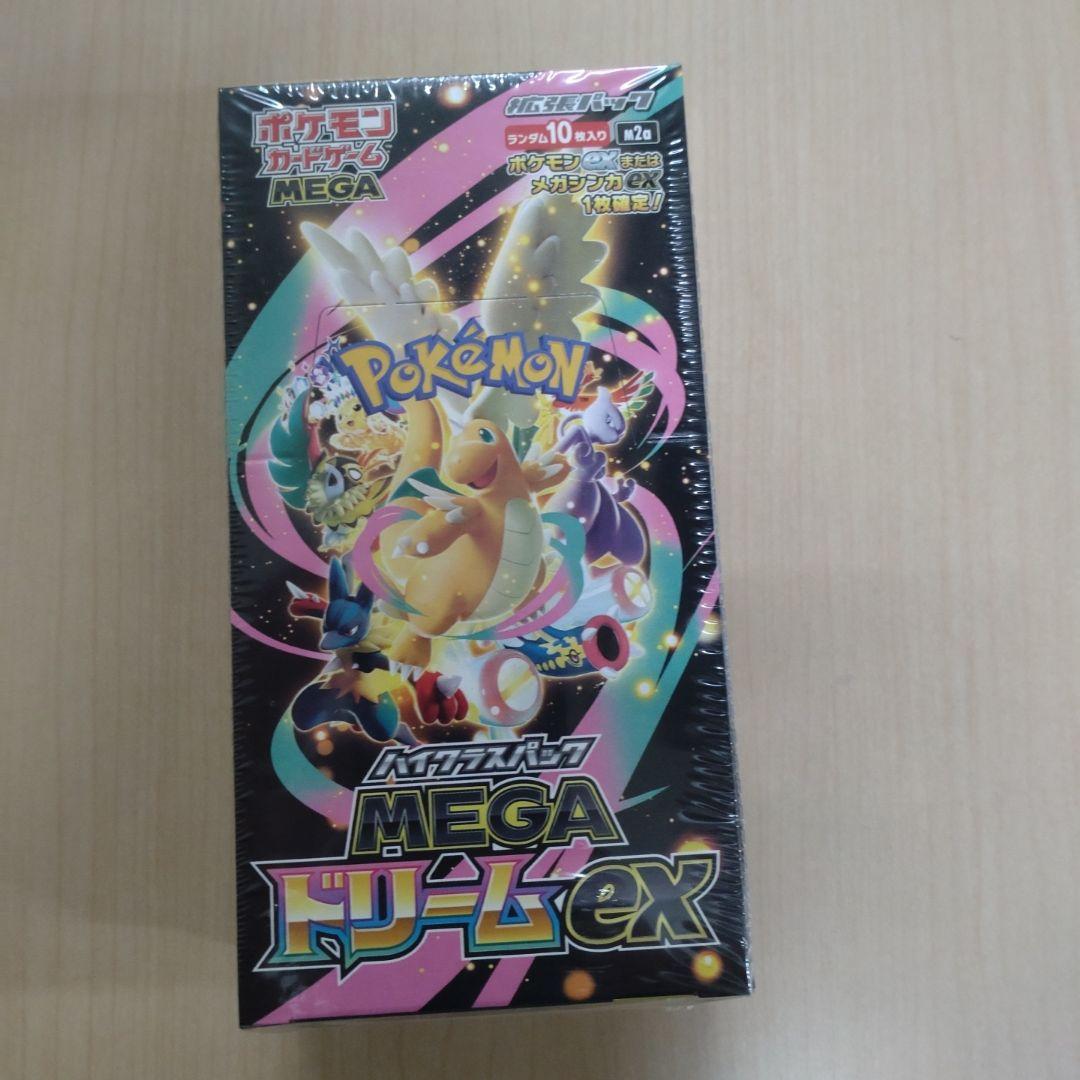 ポケモン
カードゲーム
MEGA
拡張パック
ランダム10枚入り M2a
ポケモンexまたは
メガシンカex
1枚確定!
POKéMON
ハイクラスパック
MEGA
ドリームex